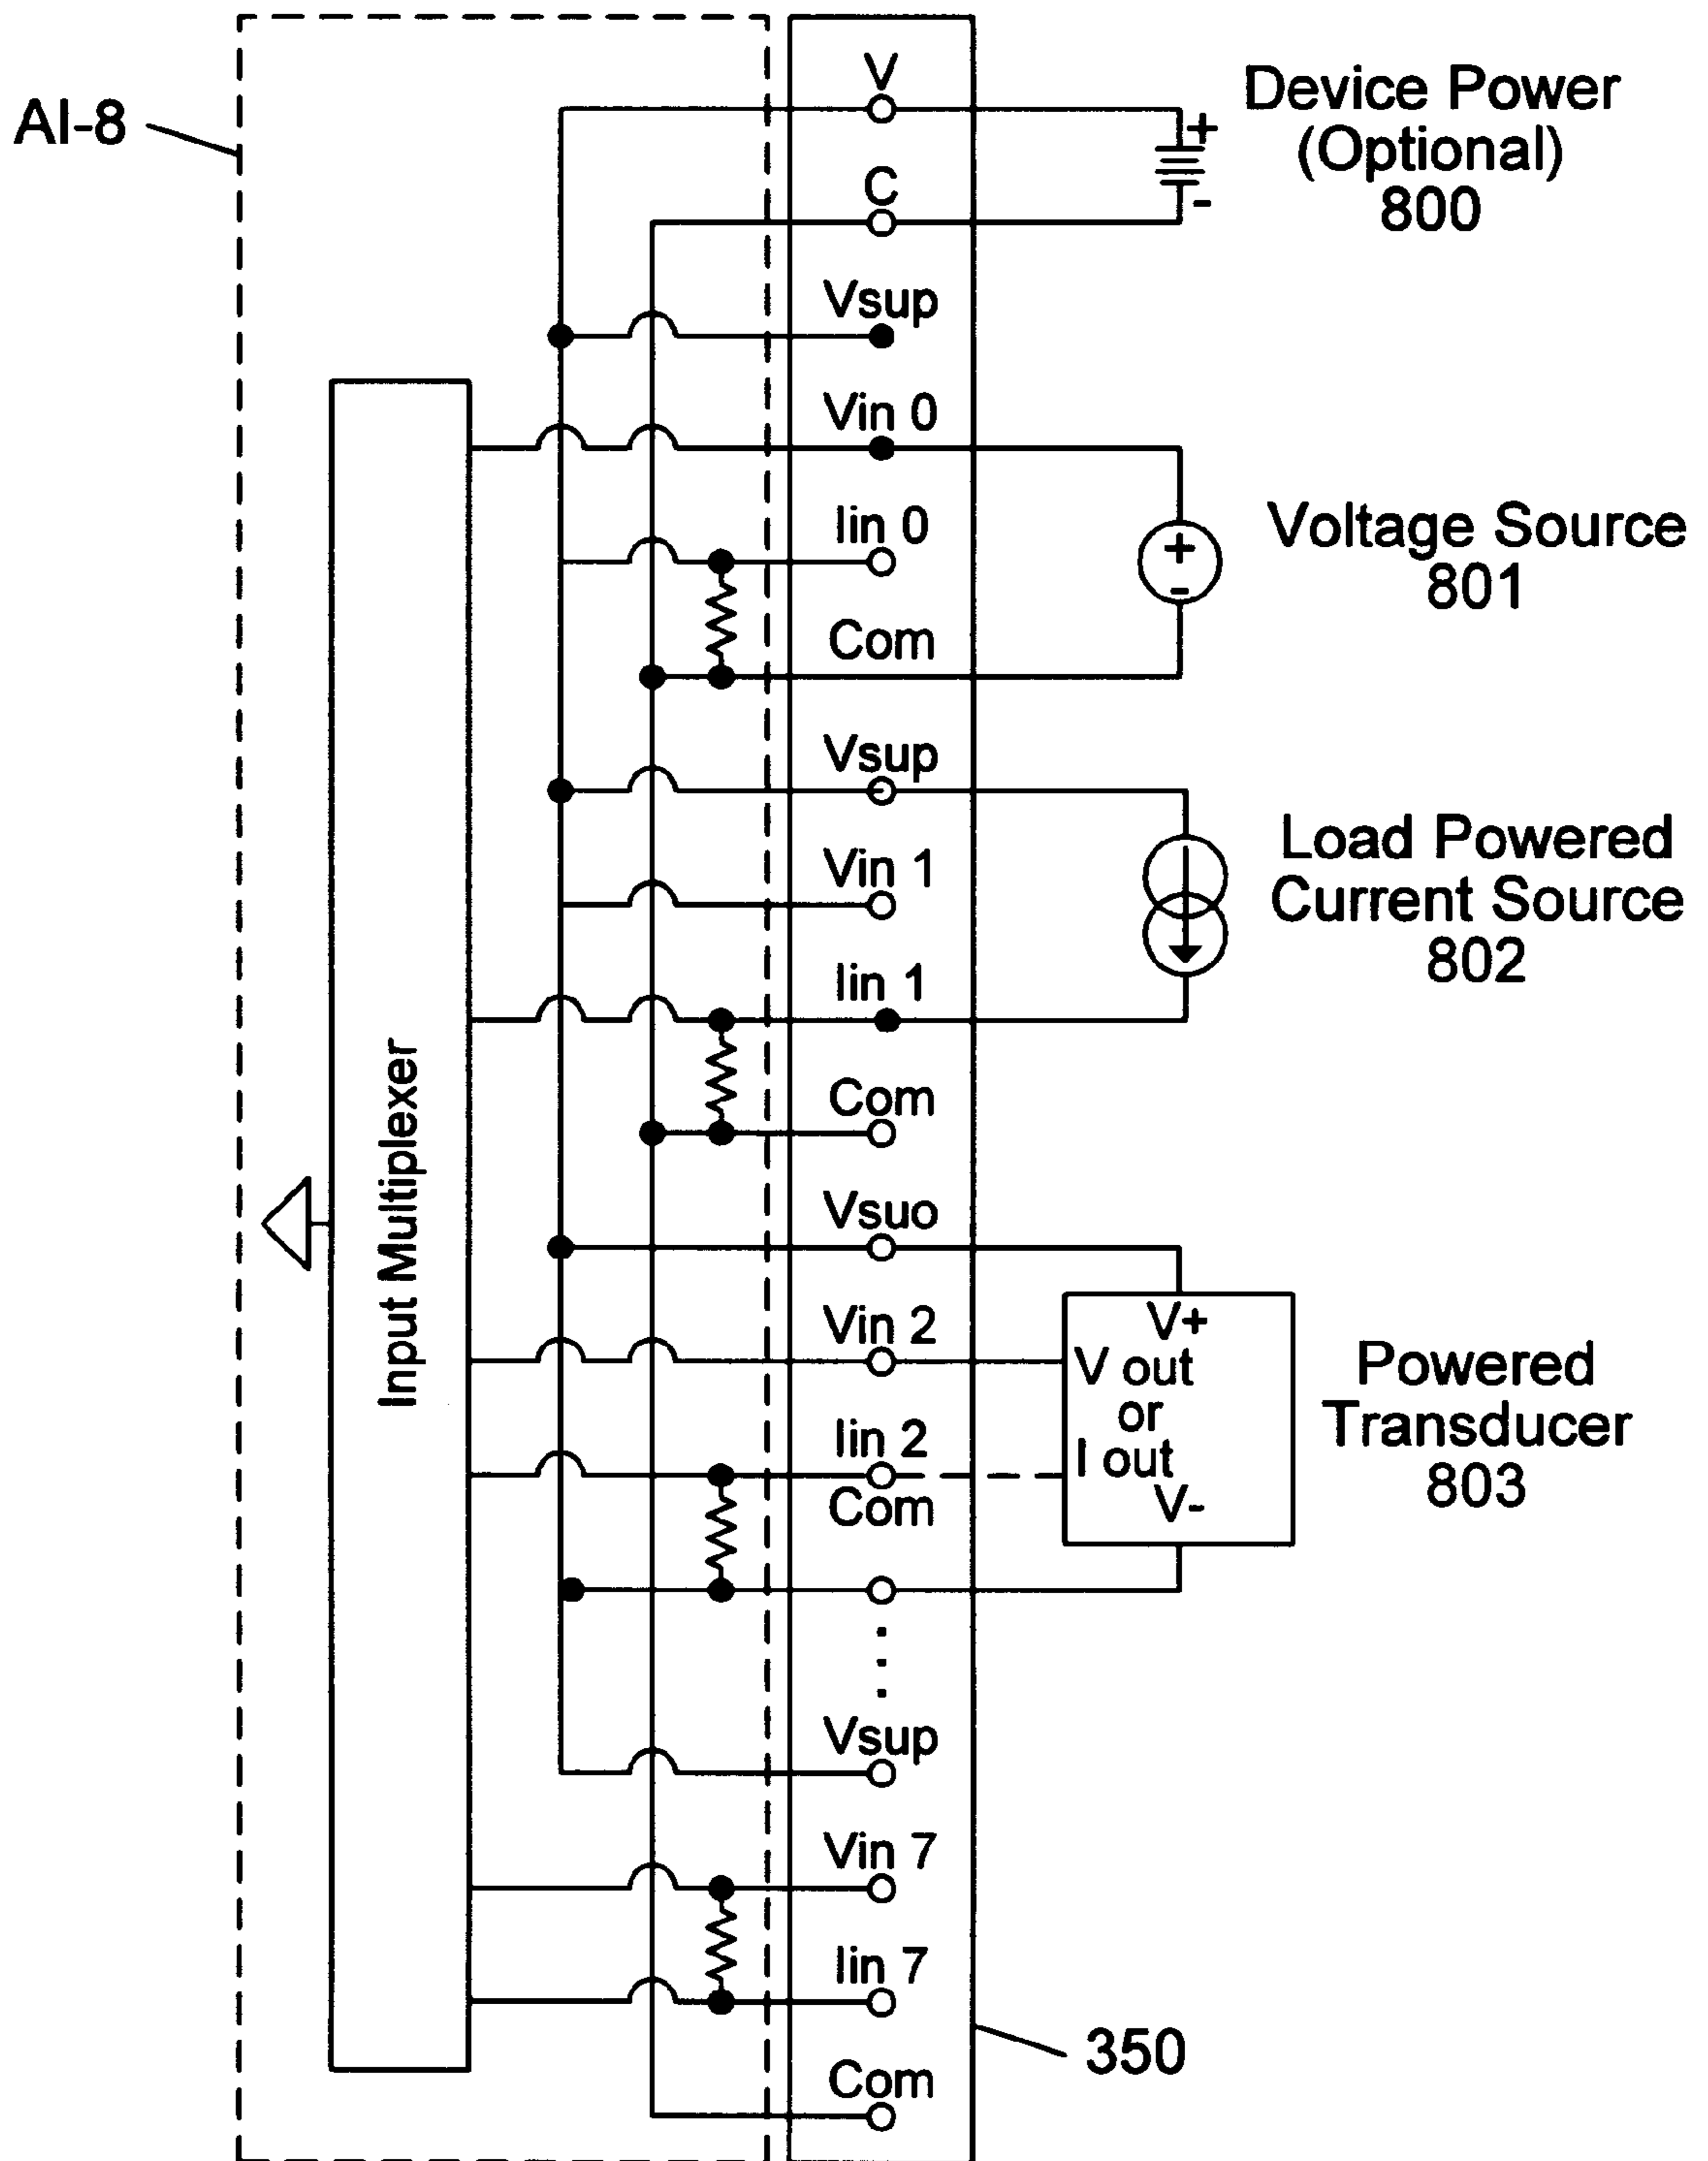 AI-8
V
Device Power
(Optional)
800
+
-
C
Vsup
Vin 0
Iin 0
Voltage Source
801
+
-
Com
Vsup
Load Powered
Current Source
802
Vin 1
Iin 1
Com
Input Multiplexer
Vsuo
Vin 2
V+
V out
or
I out
V-
Powered
Transducer
803
Iin 2
Com
Vsup
Vin 7
Iin 7
350
Com